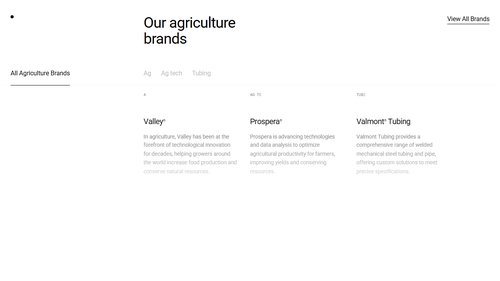 Our agriculture
brands
View All Brands
All Agriculture Brands
Ag
Ag tech
Tubing
Valley®
Prospera®
Valmont® Tubing
In agriculture, Valley has been at the
forefront of technological innovation
for decades, helping growers around
the world increase food production and
conserve natural resources.
Prospera is advancing technologies
and data analysis to optimize
agricultural productivity for farmers,
improving yields and conserving
resources.
Valmont Tubing provides a
comprehensive range of welded
mechanical steel tubing and pipe,
offering custom solutions to meet
precise specifications.